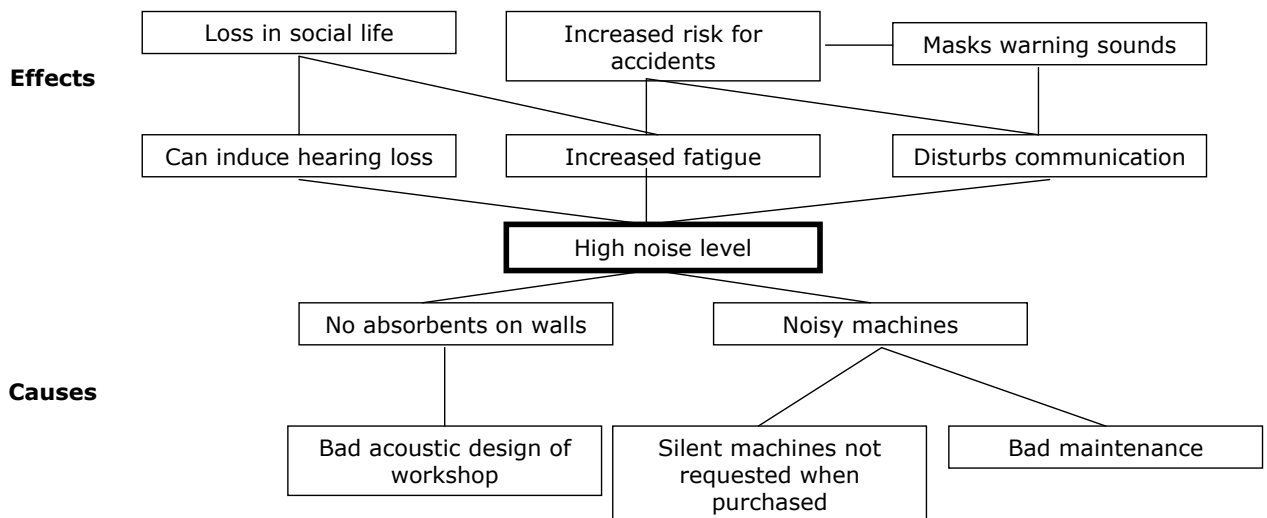 Loss in social life
Increased risk for
accidents
Masks warning sounds
Effects
Can induce hearing loss
Increased fatigue
Disturbs communication
High noise level
No absorbents on walls
Noisy machines
Causes
Bad acoustic design of
workshop
Silent machines not
requested when
purchased
Bad maintenance